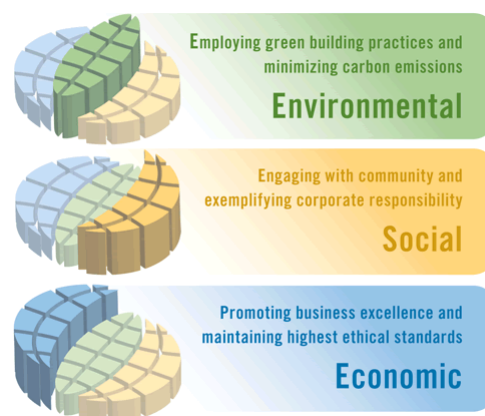 Employing green building practices and
minimizing carbon emissions
Environmental
Engaging with community and
exemplifying corporate responsibility
Social
Promoting business excellence and
maintaining highest ethical standards
Economic